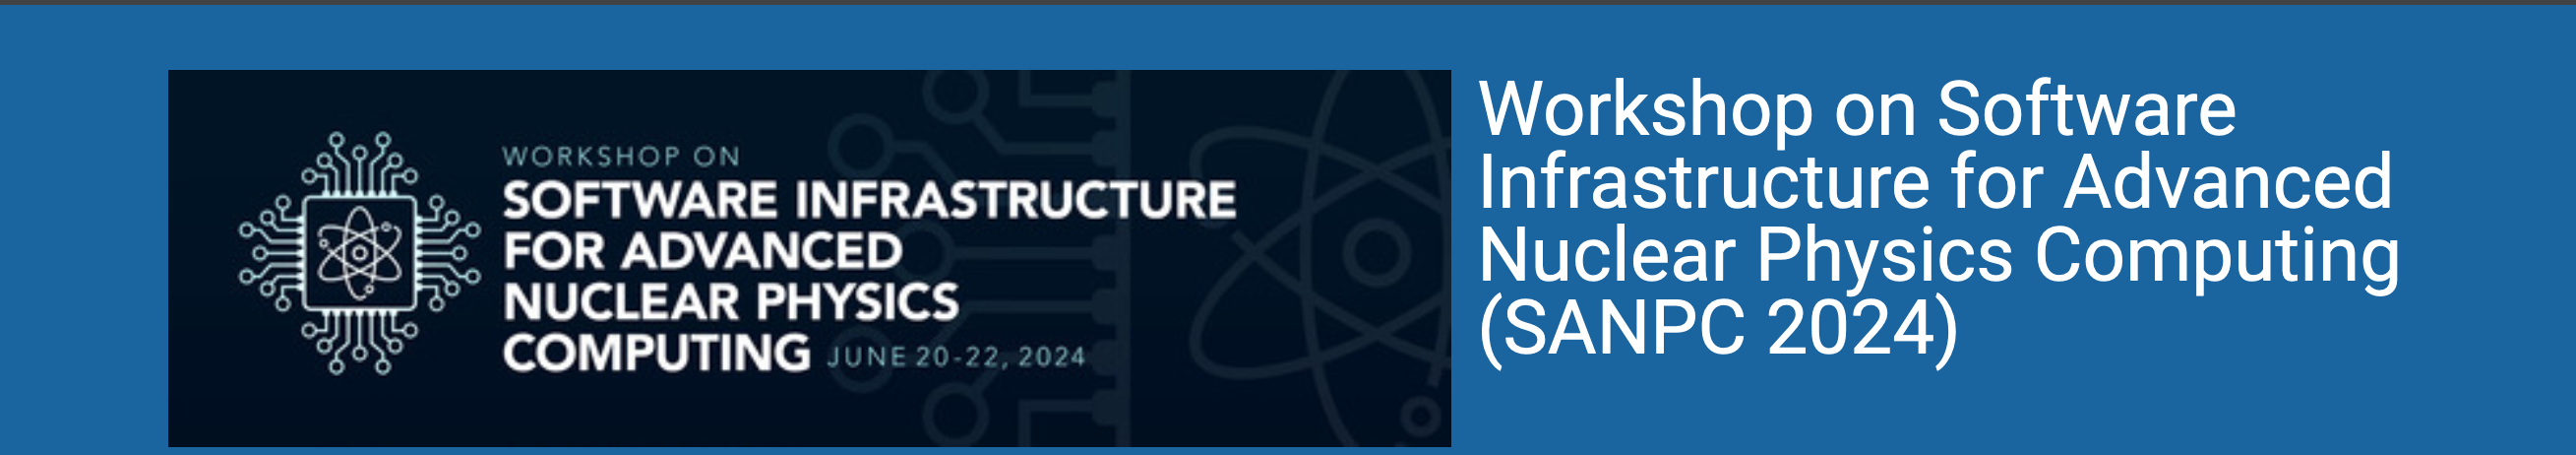 WORKSHOP ON
SOFTWARE INFRASTRUCTURE
FOR ADVANCED
NUCLEAR PHYSICS
COMPUTING JUNE 20-22, 2024
Workshop on Software
Infrastructure for Advanced
Nuclear Physics Computing
(SANPC 2024)